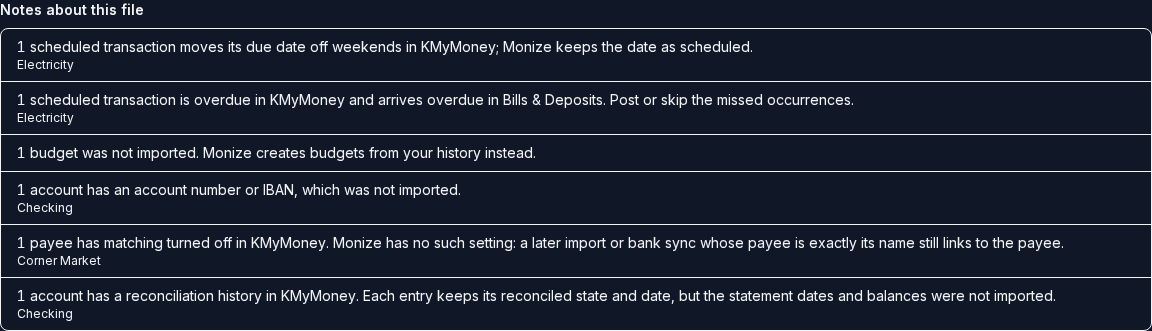 Notes about this file
1 scheduled transaction moves its due date off weekends in KMyMoney; Monize keeps the date as scheduled.
Electricity
1 scheduled transaction is overdue in KMyMoney and arrives overdue in Bills & Deposits. Post or skip the missed occurrences.
Electricity
1 budget was not imported. Monize creates budgets from your history instead.
1 account has an account number or IBAN, which was not imported.
Checking
1 payee has matching turned off in KMyMoney. Monize has no such setting: a later import or bank sync whose payee is exactly its name still links to the payee.
Corner Market
1 account has a reconciliation history in KMyMoney. Each entry keeps its reconciled state and date, but the statement dates and balances were not imported.
Checking